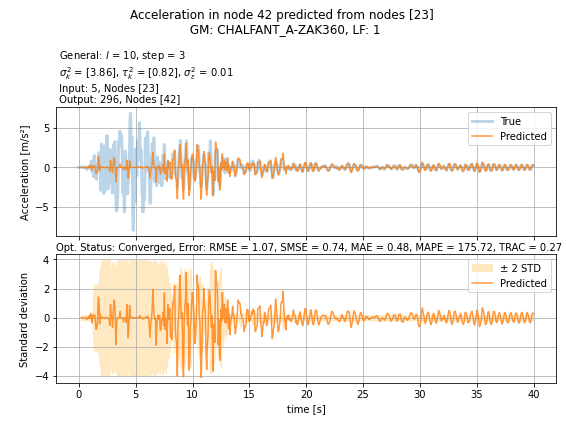 Acceleration in node 42 predicted from nodes [23]
GM: CHALFANT_A-ZAK360, LF: 1
General: l = 10, step = 3
σ²ₖ = [3.86], τ²ₖ = [0.82], σ²ε = 0.01
Input: 5, Nodes [23]
Output: 296, Nodes [42]
True
Predicted
Acceleration [m/s²]
5
0
−5
Opt. Status: Converged, Error: RMSE = 1.07, SMSE = 0.74, MAE = 0.48, MAPE = 175.72, TRAC = 0.27
± 2 STD
Predicted
Standard deviation
4
2
0
−2
−4
0 5 10 15 20 25 30 35 40
time [s]